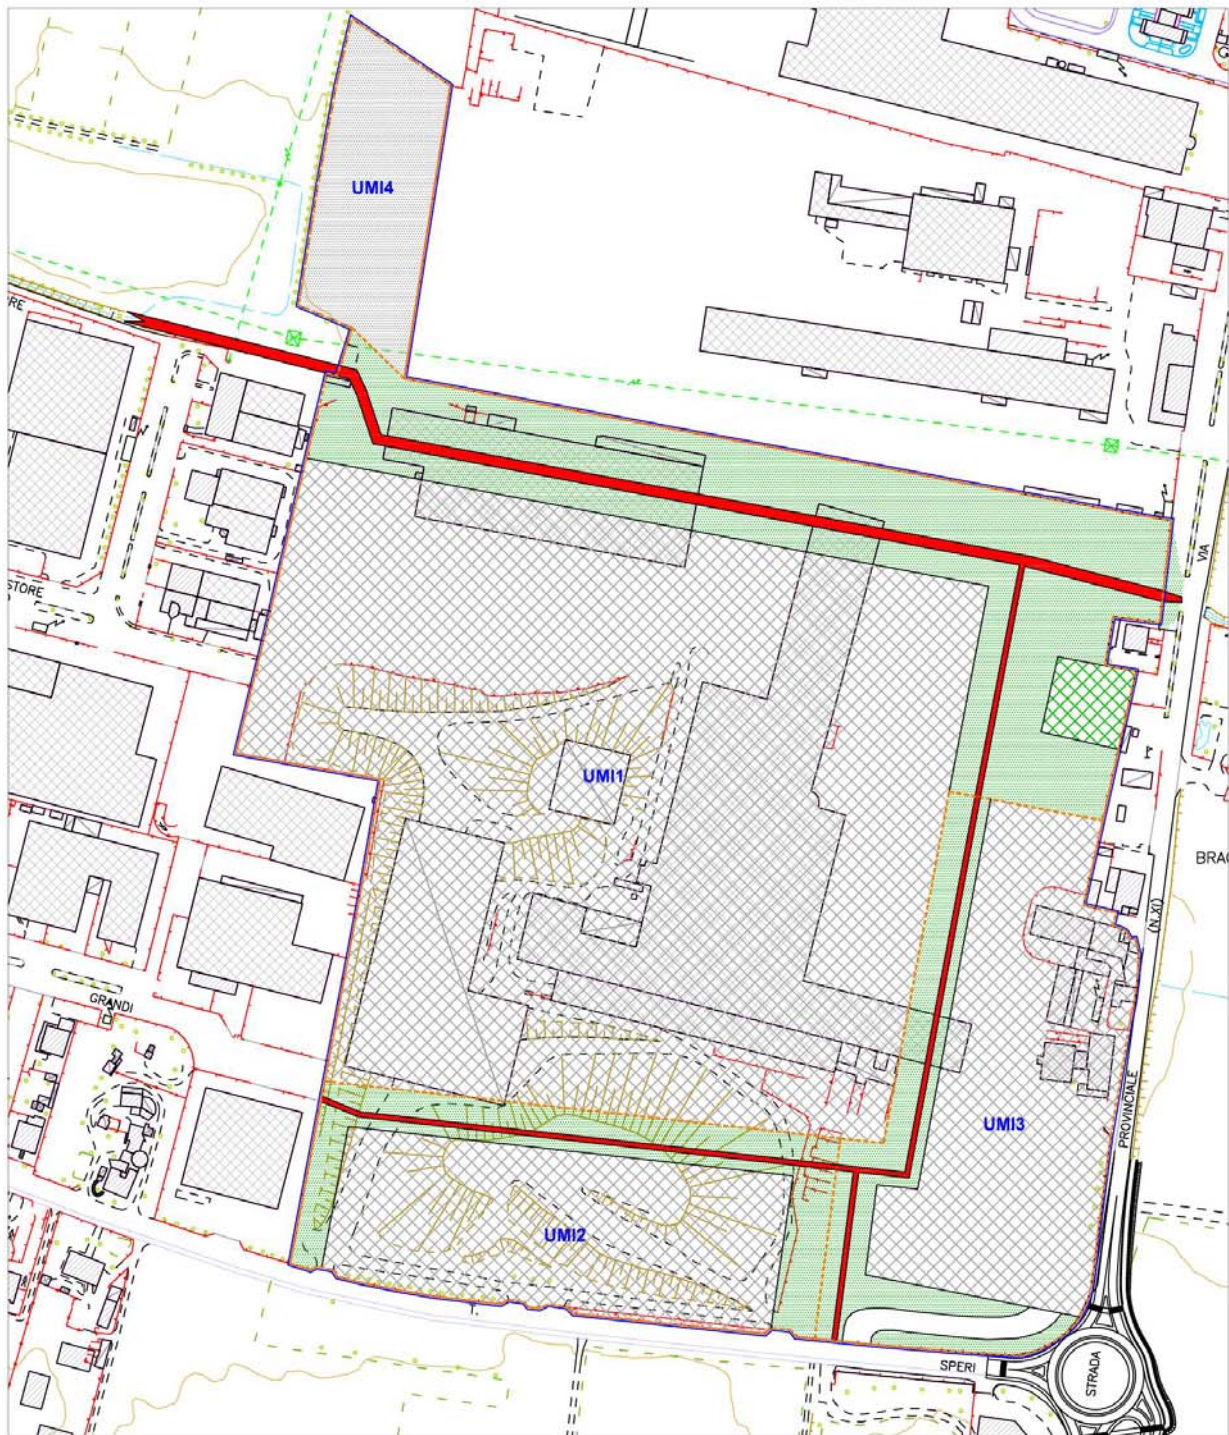 UMI4
RE
VIA
STORE
UMI1
BRAC
(N.XI)
GRANDI
PROVINCIALE
UMI3
UMI2
SPERI
STRADA